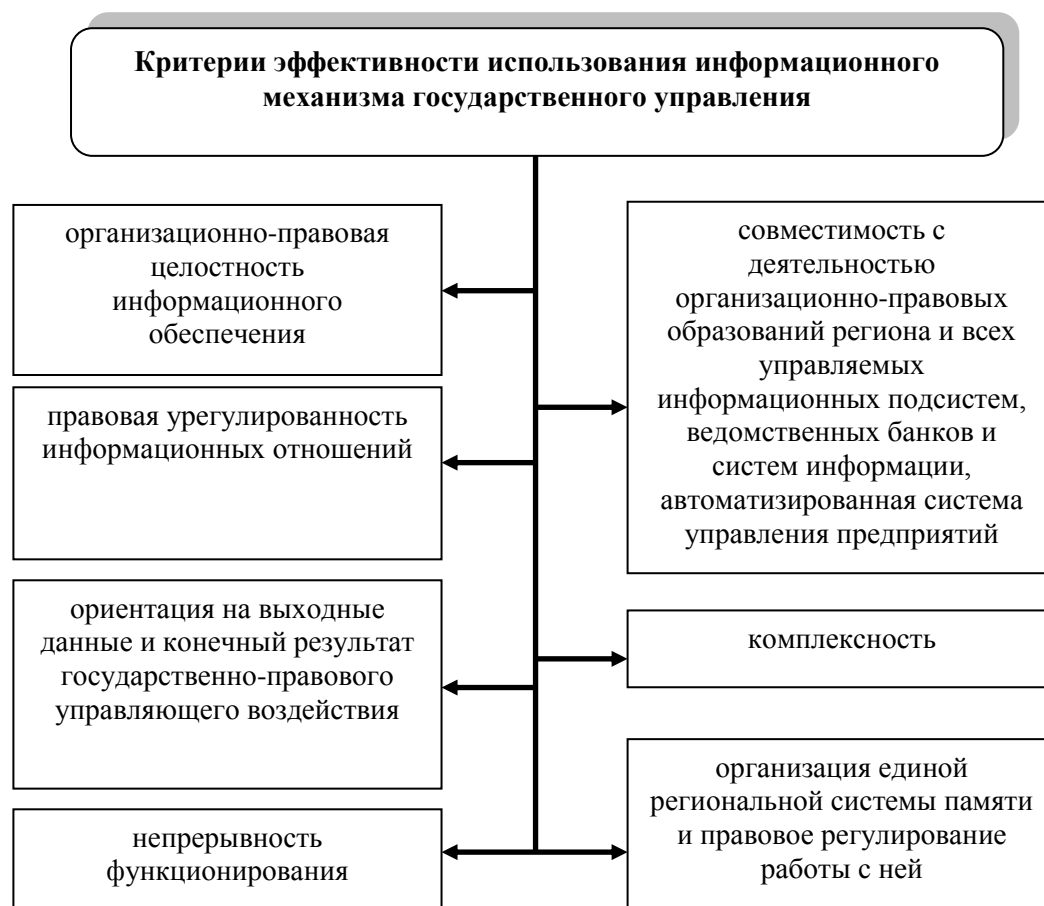 Критерии эффективности использования информационного
механизма государственного управления
организационно-правовая
целостность
информационного
обеспечения
правовая урегулированность
информационных отношений
ориентация на выходные
данные и конечный результат
государственно-правового
управляющего воздействия
непрерывность
функционирования
совместимость с
деятельностью
организационно-правовых
образований региона и всех
управляемых
информационных подсистем,
ведомственных банков и
систем информации,
автоматизированная система
управления предприятий
комплексность
организация единой
региональной системы памяти
и правовое регулирование
работы с ней